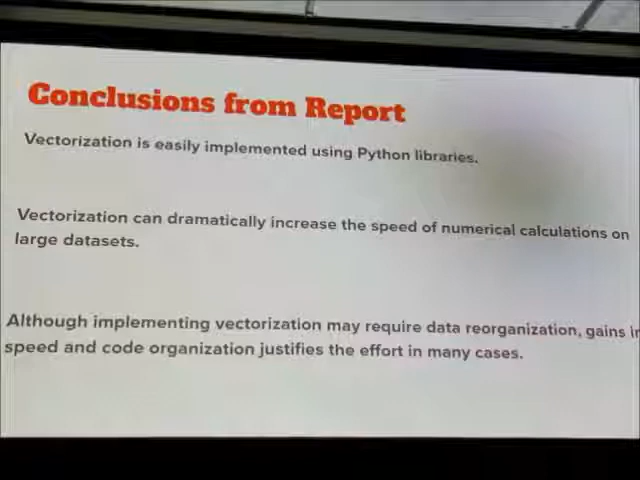 Conclusions from Report
Vectorization is easily implemented using Python libraries.
Vectorization can dramatically increase the speed of numerical calculations on
large datasets.
Although implementing vectorization may require data reorganization, gains in
speed and code organization justifies the effort in many cases.